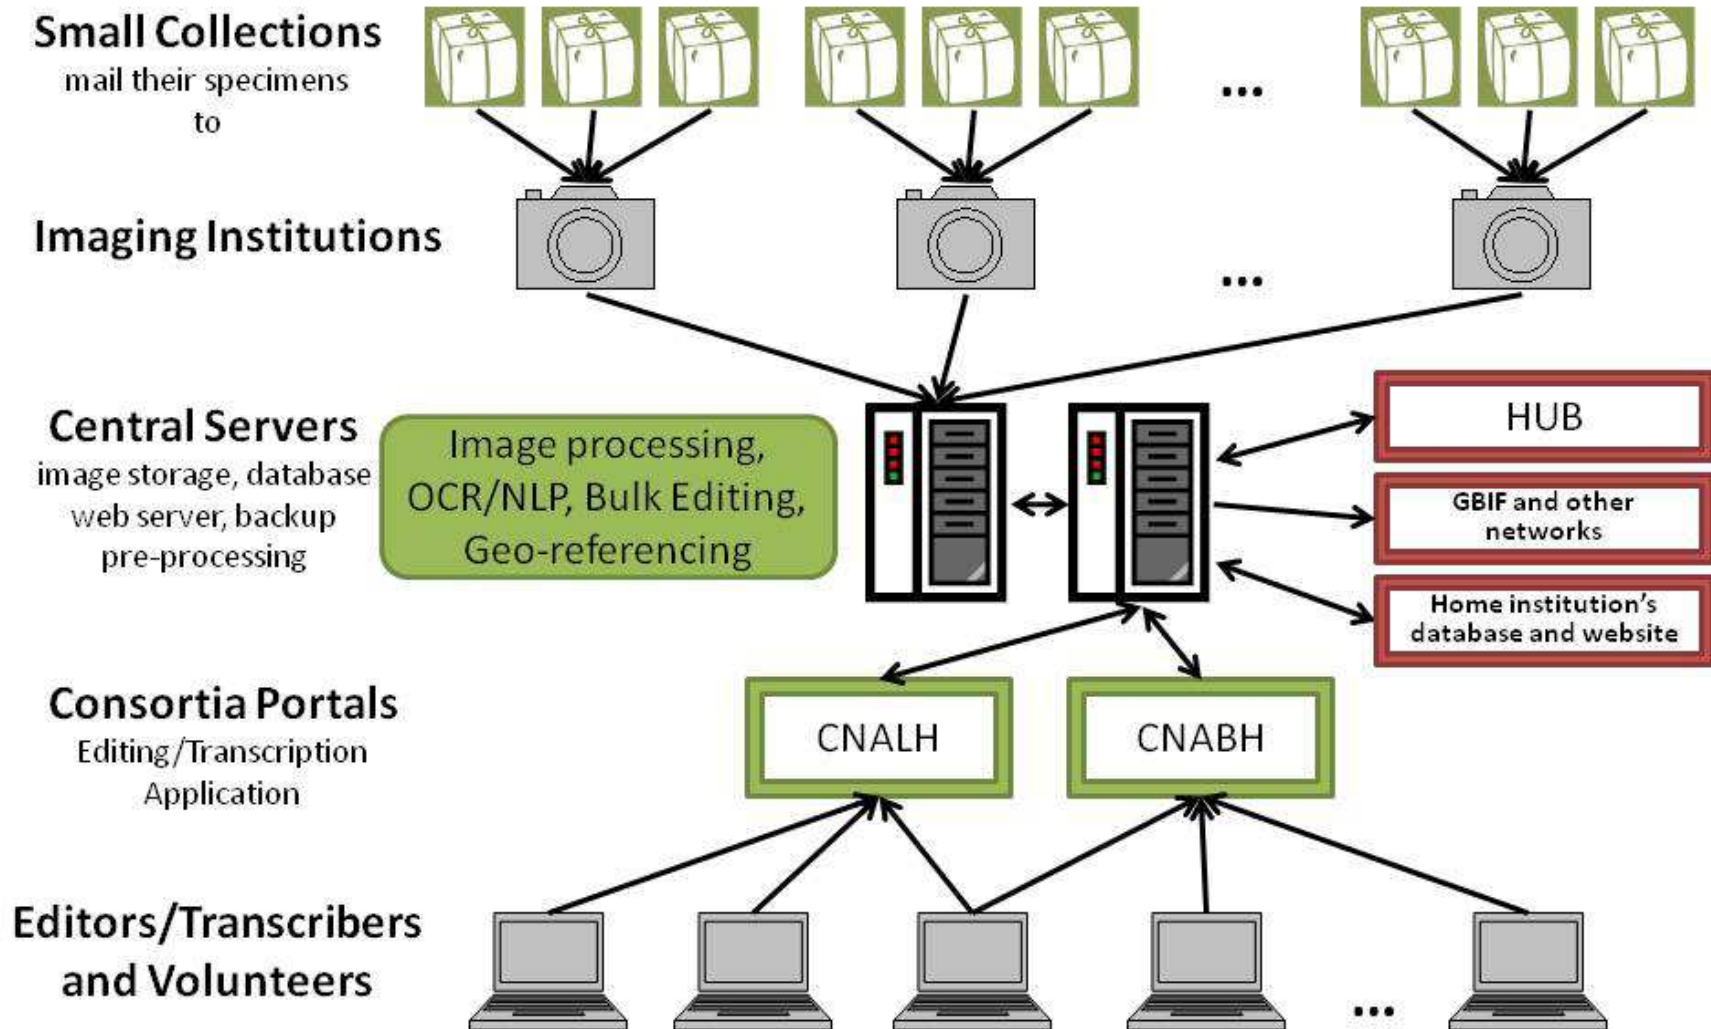 Small Collections
mail their specimens
to
...
Imaging Institutions
...
Central Servers
image storage, database
web server, backup
pre-processing
Image processing,
OCR/NLP, Bulk Editing,
Geo-referencing
HUB
GBIF and other
networks
Home institution's
database and website
Consortia Portals
Editing/Transcription
Application
CNALH
CNABH
Editors/Transcribers
and Volunteers
...